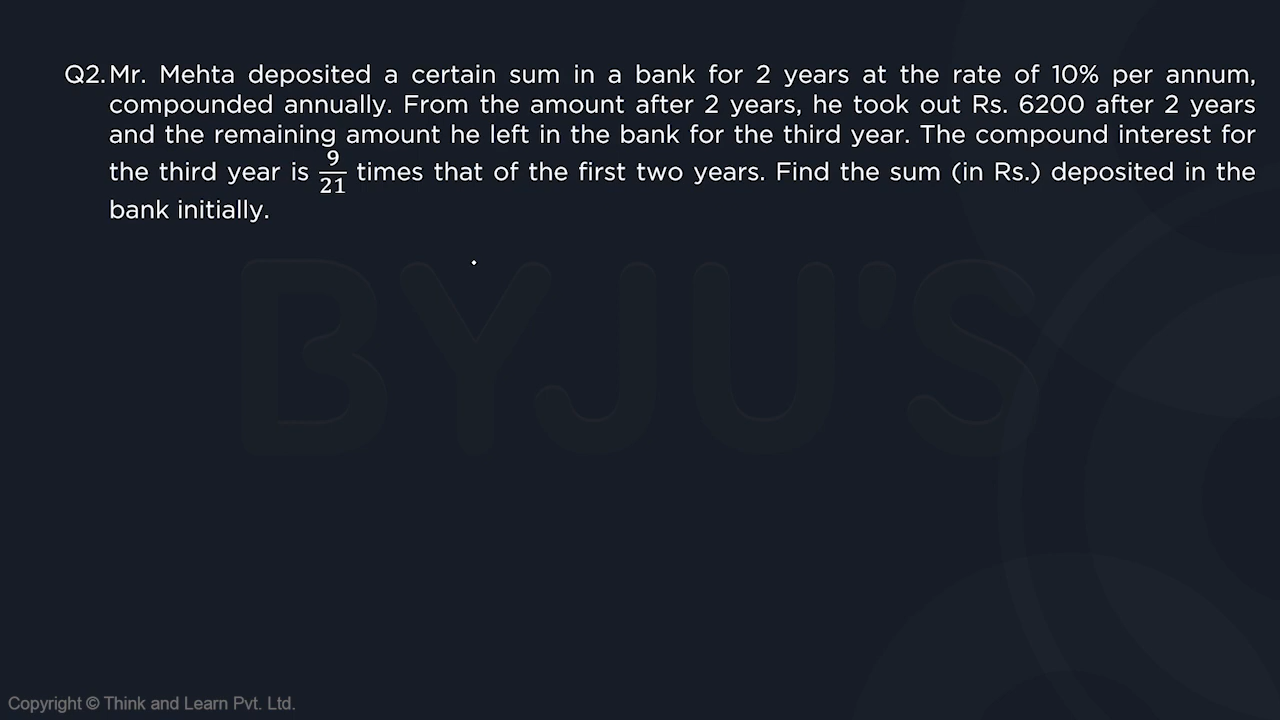 Q2. Mr. Mehta deposited a certain sum in a bank for 2 years at the rate of 10% per annum,
compounded annually. From the amount after 2 years, he took out Rs. 6200 after 2 years
and the remaining amount he left in the bank for the third year. The compound interest for
the third year is 9/21 times that of the first two years. Find the sum (in Rs.) deposited in the
bank initially.
BYJU'S
Copyright © Think and Learn Pvt. Ltd.